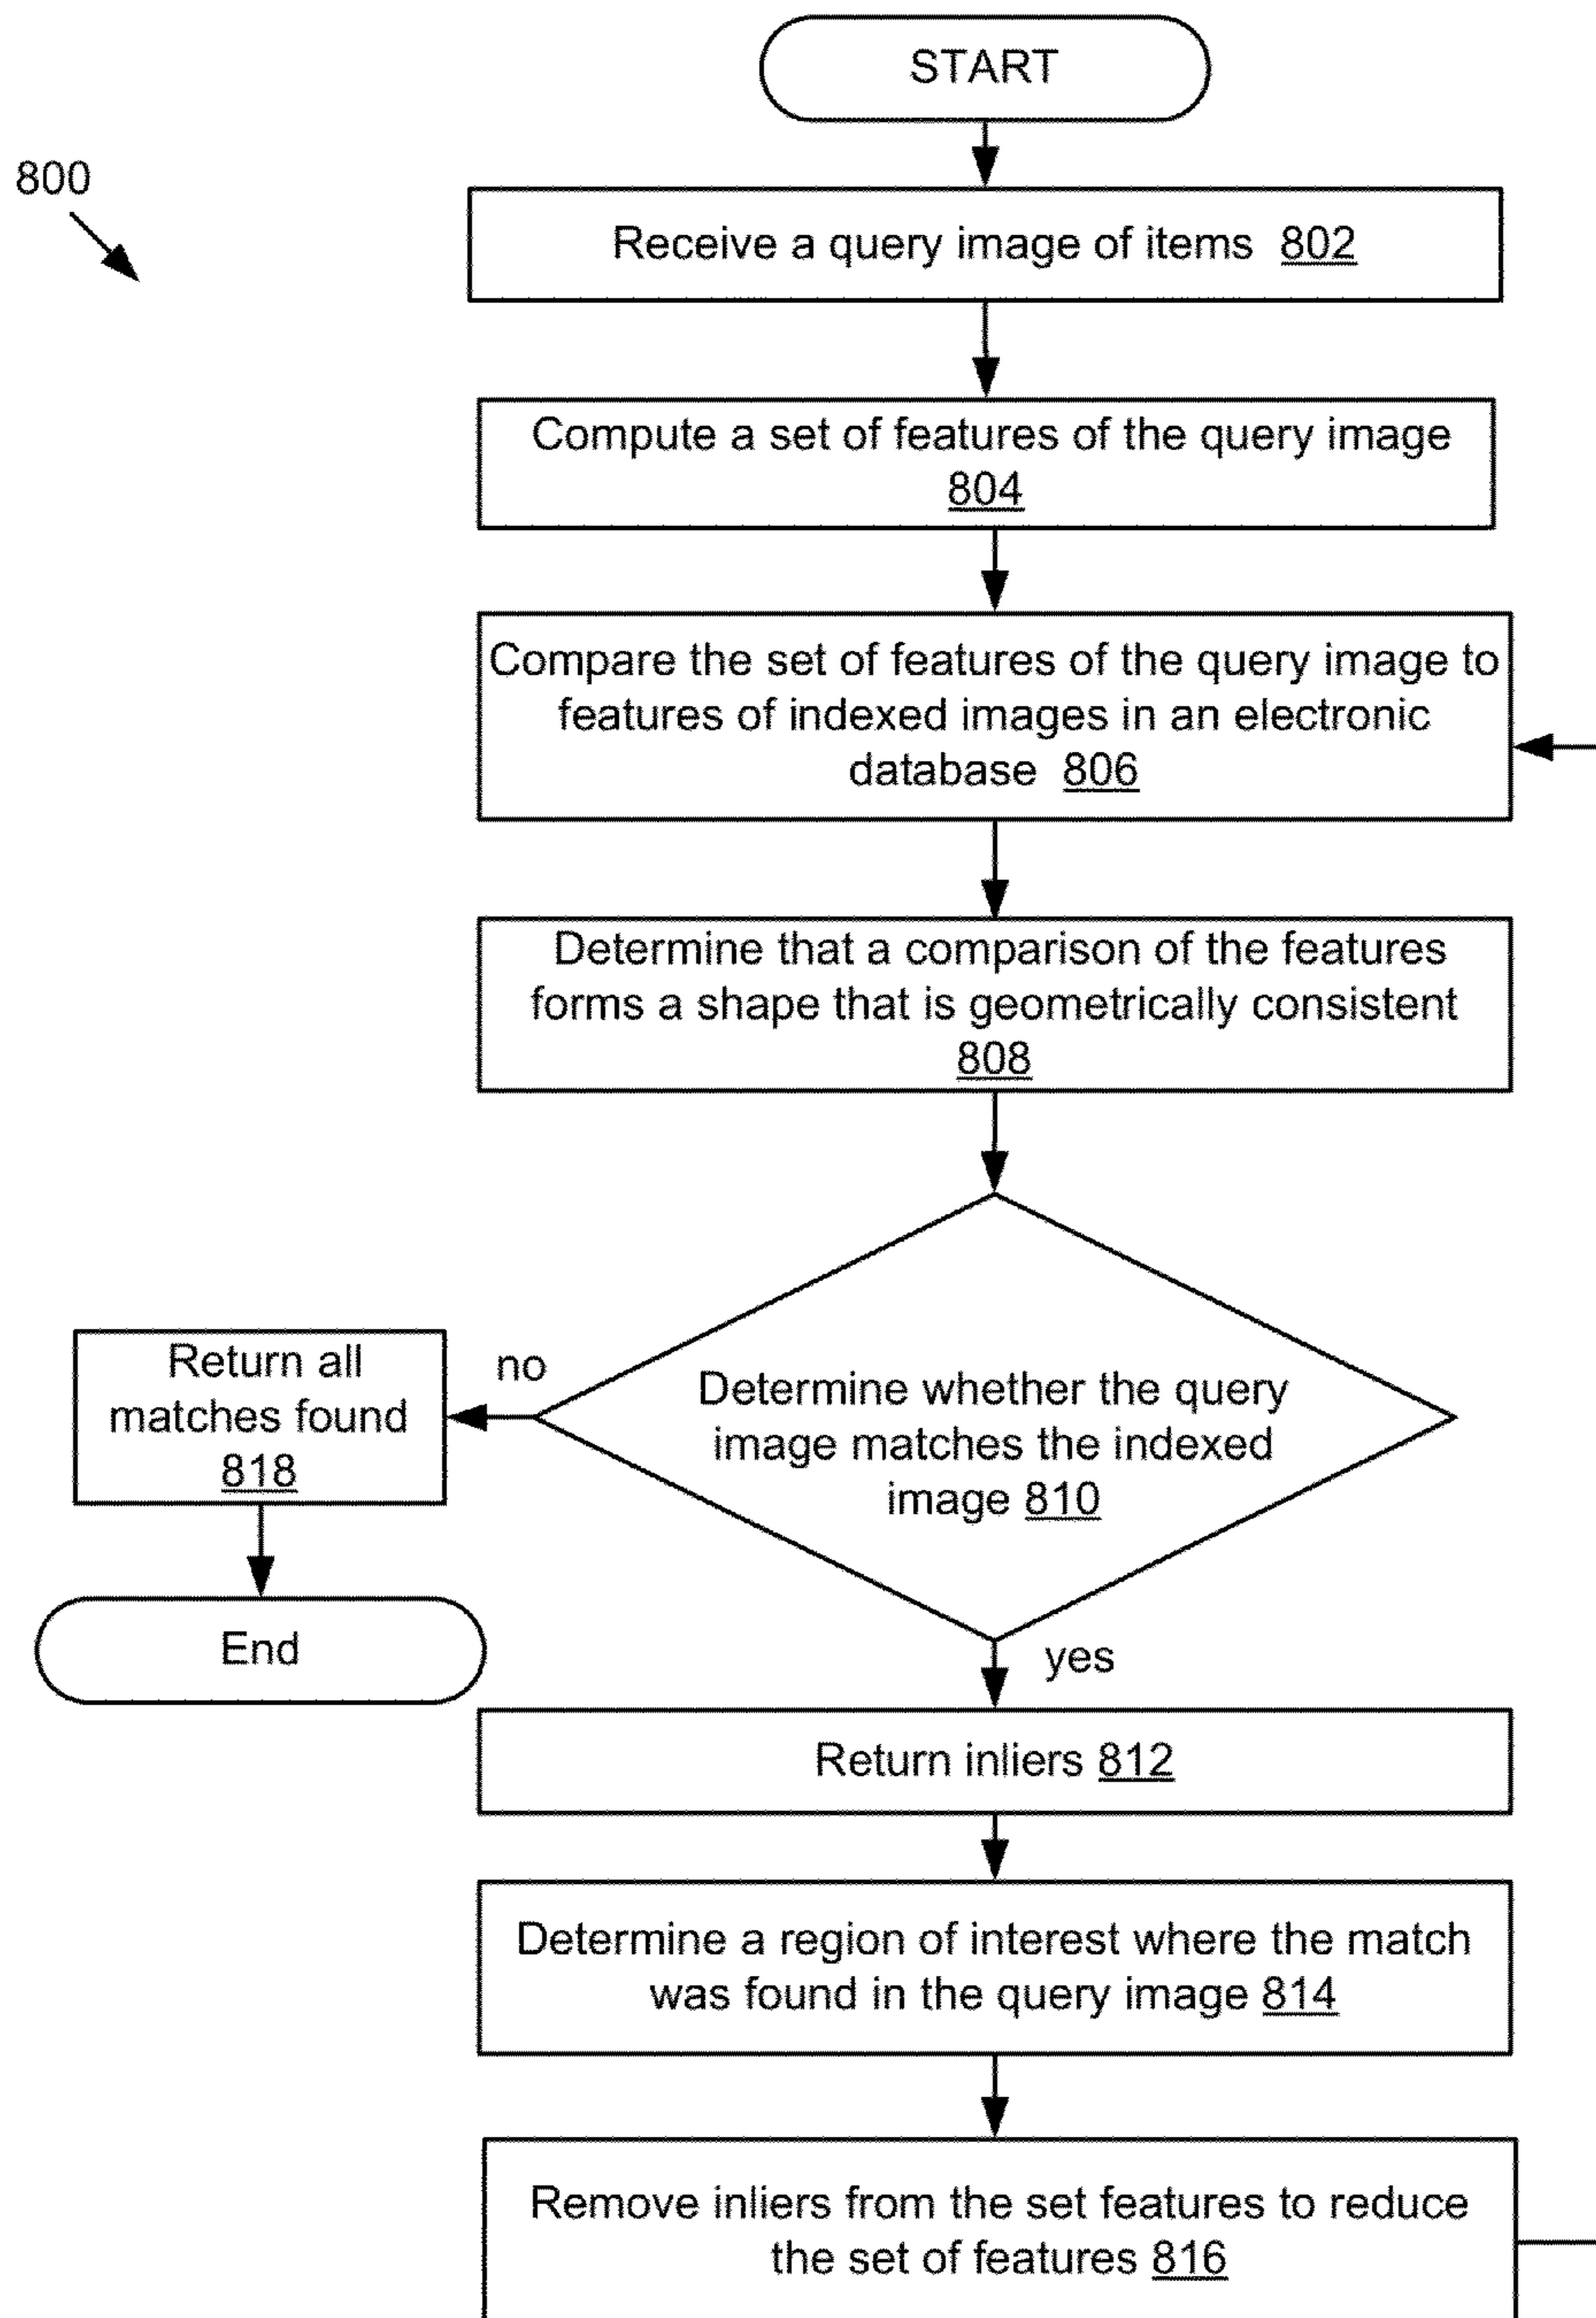 START
800
Receive a query image of items 802
Compute a set of features of the query image
804
Compare the set of features of the query image to
features of indexed images in an electronic
database 806
Determine that a comparison of the features
forms a shape that is geometrically consistent
808
Determine whether the query
image matches the indexed
image 810
no
Return all
matches found
818
End
yes
Return inliers 812
Determine a region of interest where the match
was found in the query image 814
Remove inliers from the set features to reduce
the set of features 816